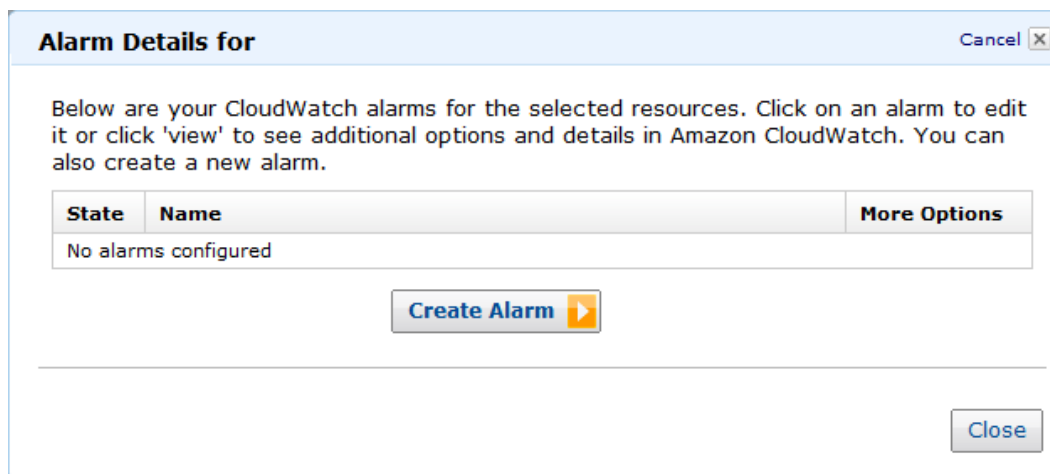 Alarm Details for
Cancel
Below are your CloudWatch alarms for the selected resources. Click on an alarm to edit
it or click 'view' to see additional options and details in Amazon CloudWatch. You can
also create a new alarm.
State Name More Options
No alarms configured
Create Alarm
Close